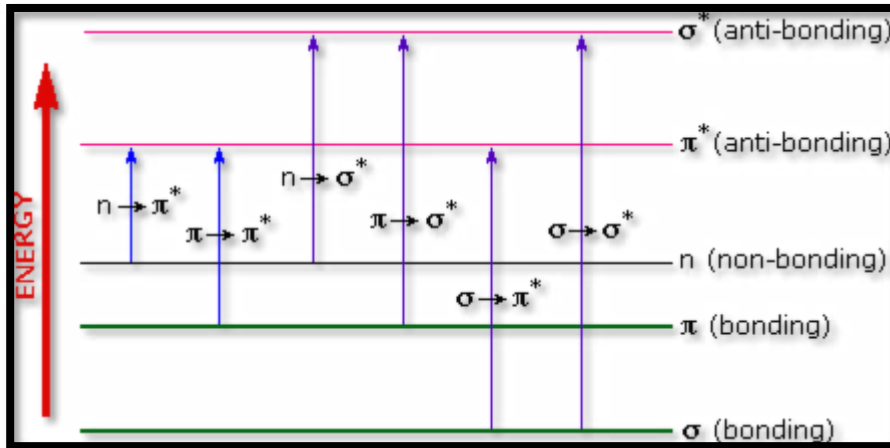 σ* (anti-bonding)
π* (anti-bonding)
n→σ*
n→π*
π→π*
π→σ*
σ→σ*
n (non-bonding)
σ→π*
π (bonding)
σ (bonding)
ENERGY